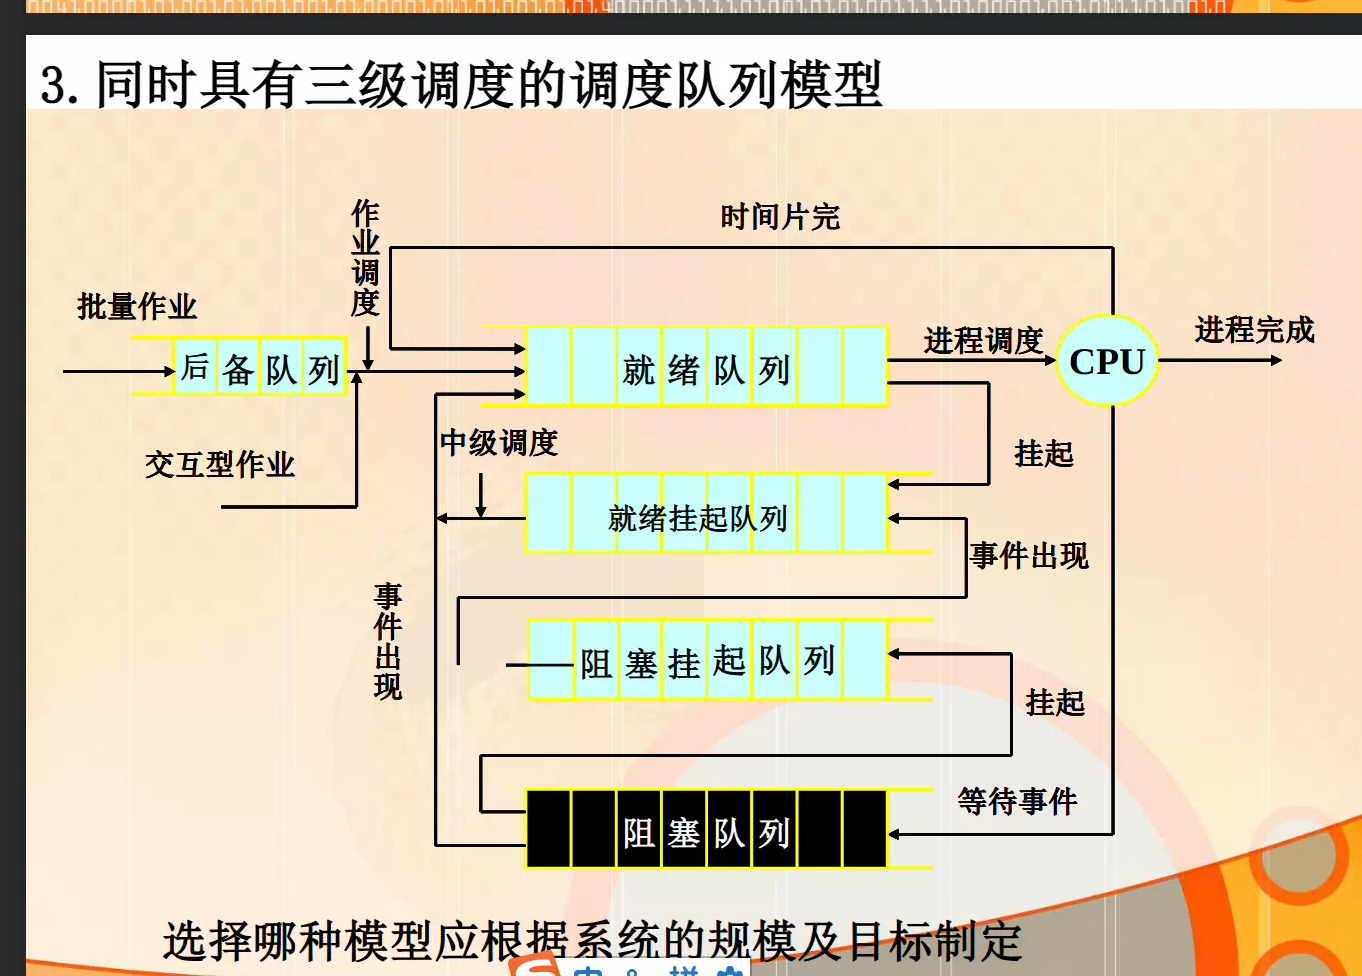 3. 同时具有三级调度的调度队列模型
作业调度
时间片完
批量作业
后备队列
就绪队列
进程调度
CPU
进程完成
交互型作业
中级调度
挂起
就绪挂起队列
事件出现
事件出现
阻塞挂起队列
挂起
等待事件
阻塞队列
选择哪种模型应根据系统的规模及目标制定